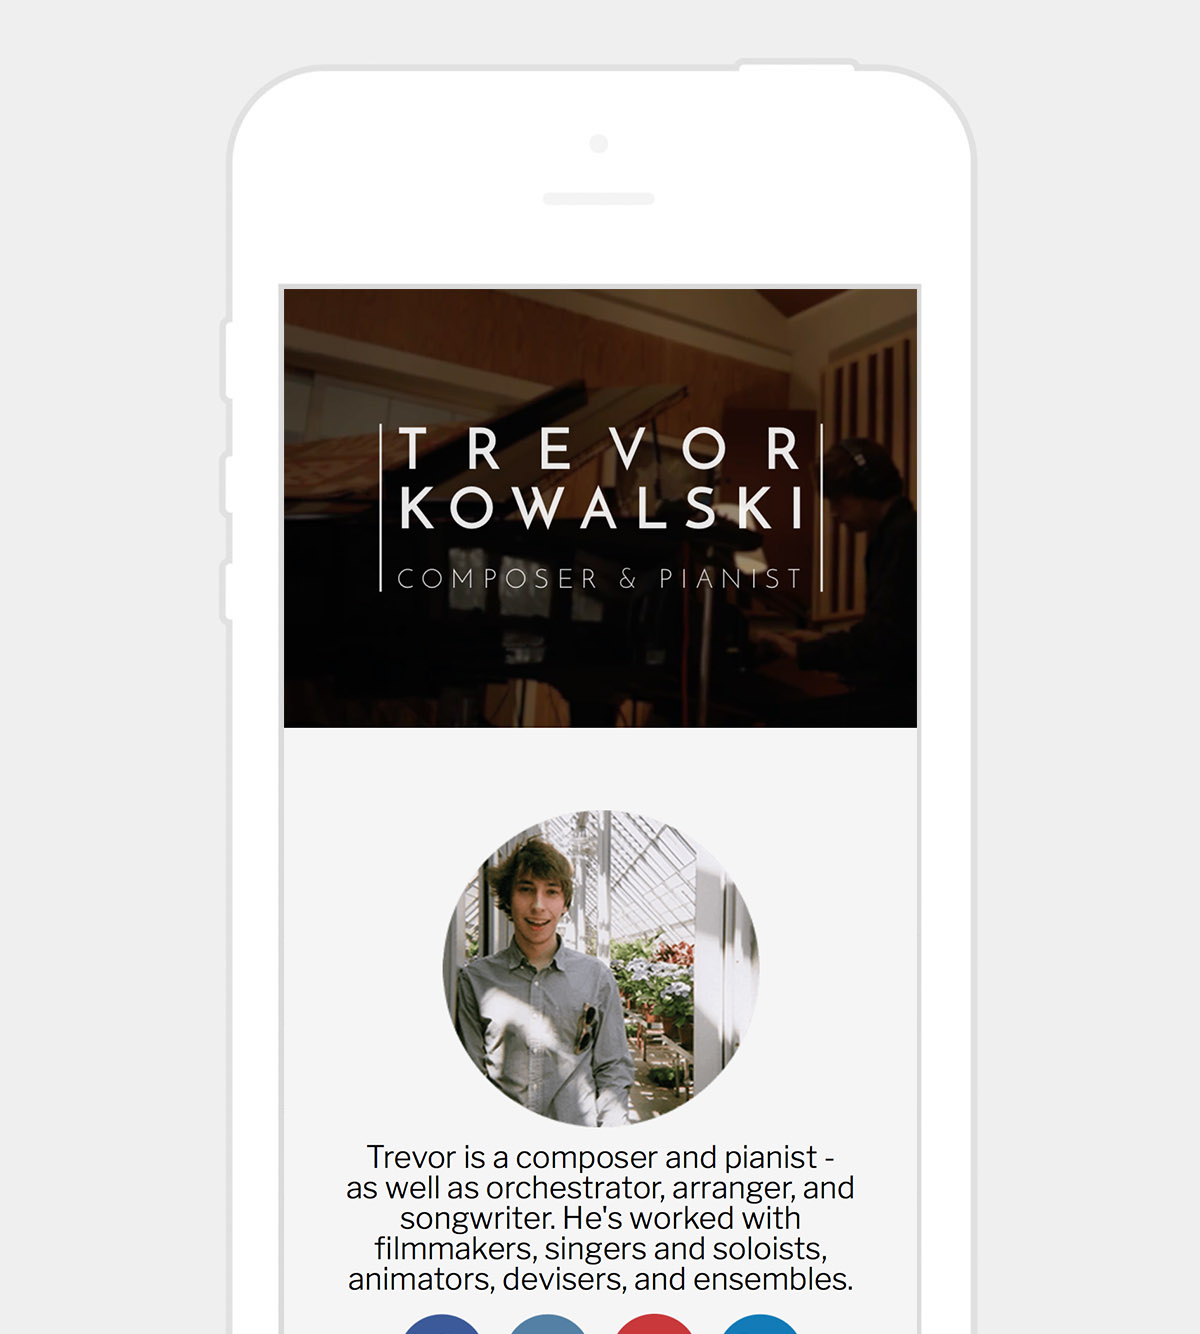 TREVOR
KOWALSKI
COMPOSER & PIANIST
Trevor is a composer and pianist -
as well as orchestrator, arranger, and
songwriter. He's worked with
filmmakers, singers and soloists,
animators, devisers, and ensembles.